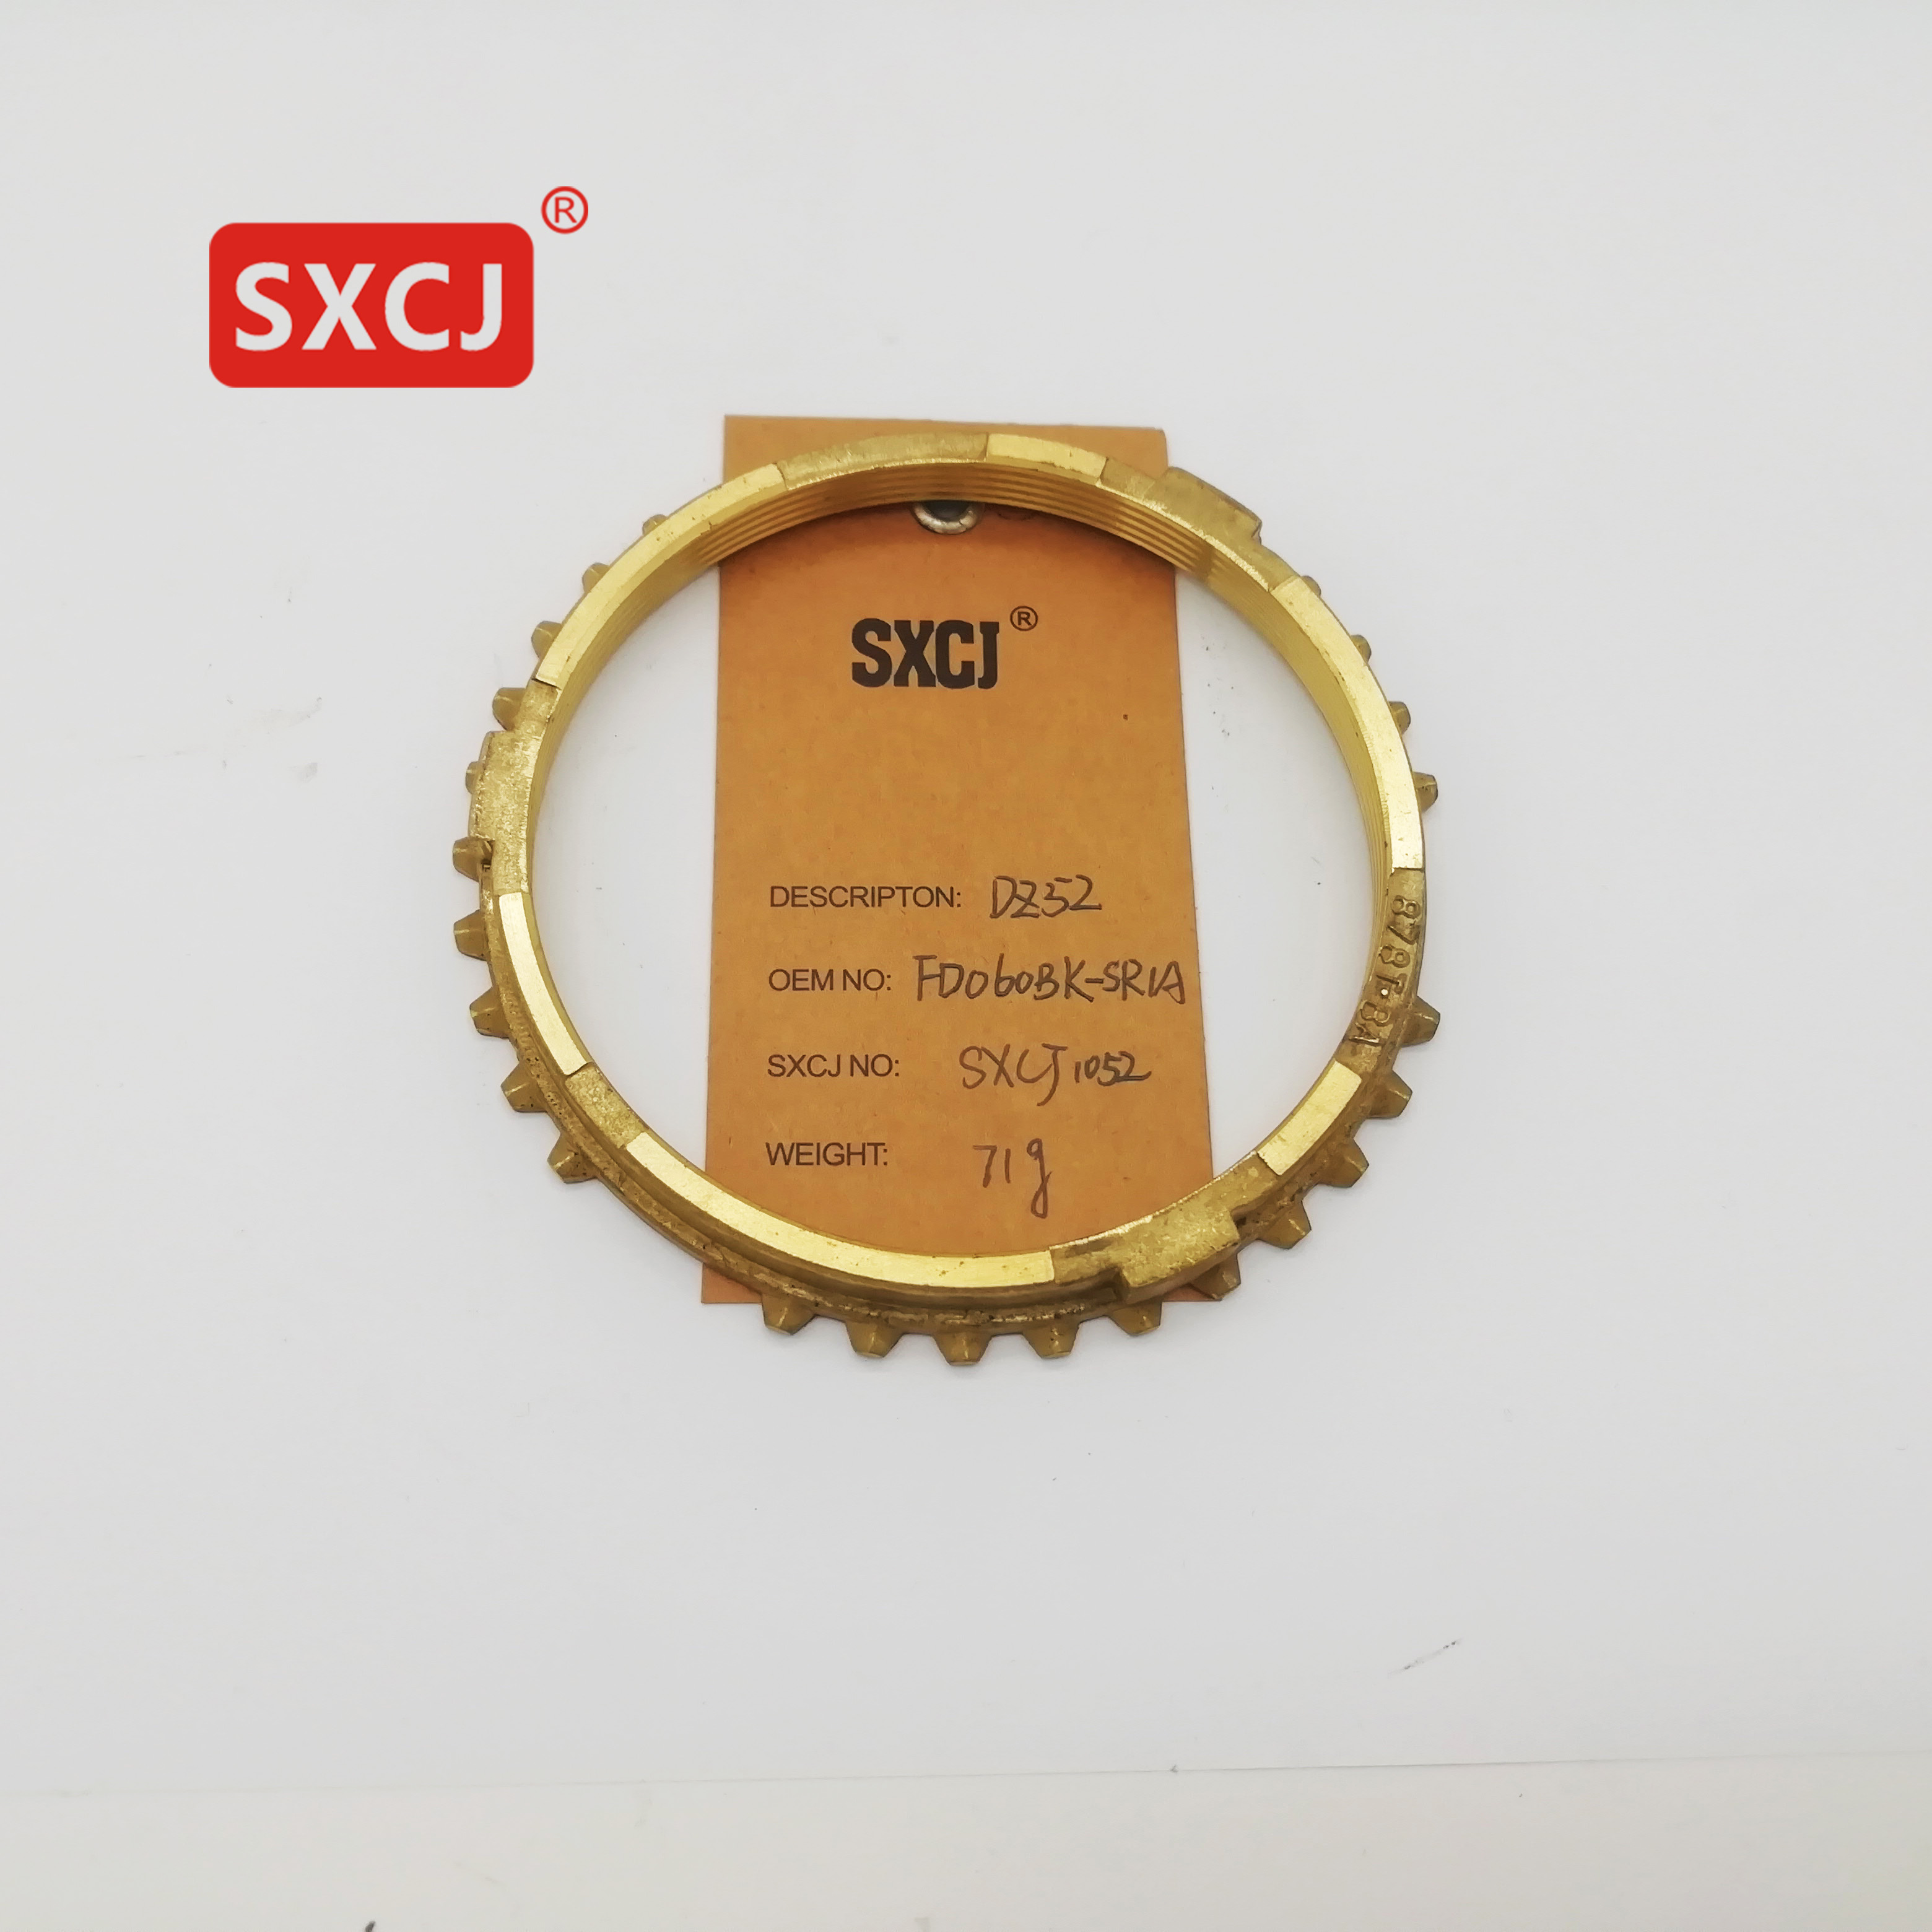 SXCJ®
SXCJ®
DESCRIPTON: DZ52
OEM NO: FD060BK-SR1A
SXCJ NO: SXCJ1052
WEIGHT: 71g